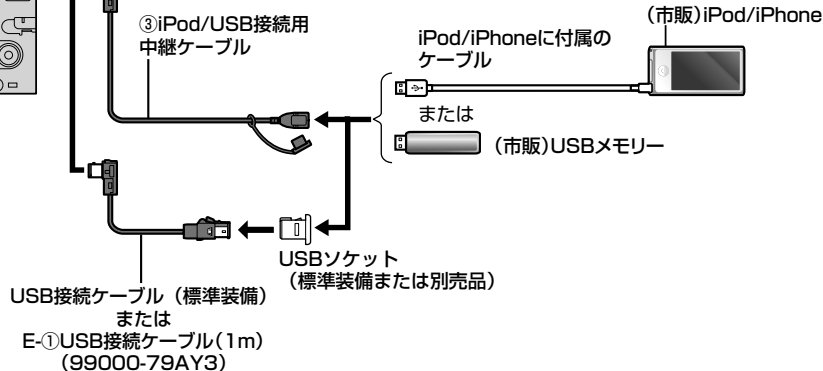 ③iPod/USB接続用
中継ケーブル
iPod/iPhoneに付属の
ケーブル
(市販)iPod/iPhone
または
(市販)USBメモリー
USBソケット
(標準装備または別売品)
USB接続ケーブル(標準装備)
または
E-①USB接続ケーブル(1m)
(99000-79AY3)